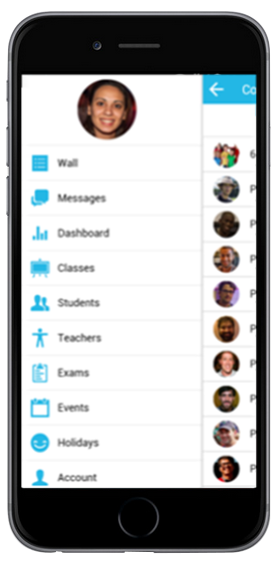 Co
Wall
6
Messages
P
Dashboard
P
Classes
P
Students
P
Teachers
P
Exams
P
Events
P
Holidays
P
Account
P